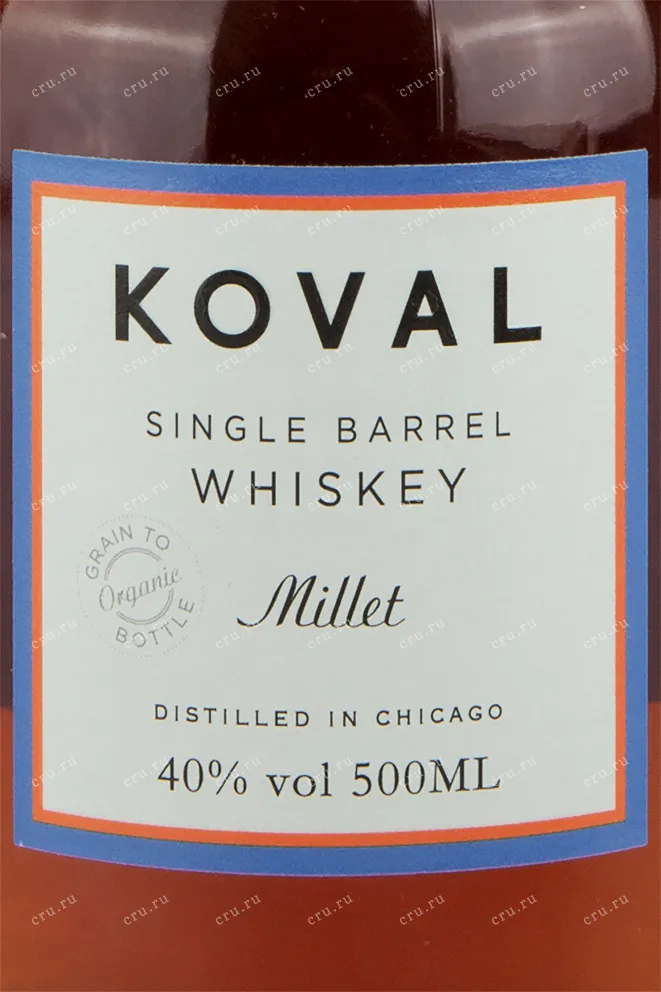 KOVAL
SINGLE BARREL
WHISKEY
GRAIN TO
Organic
BOTTLE
Millet
DISTILLED IN CHICAGO
40% vol 500ML
cru.ru